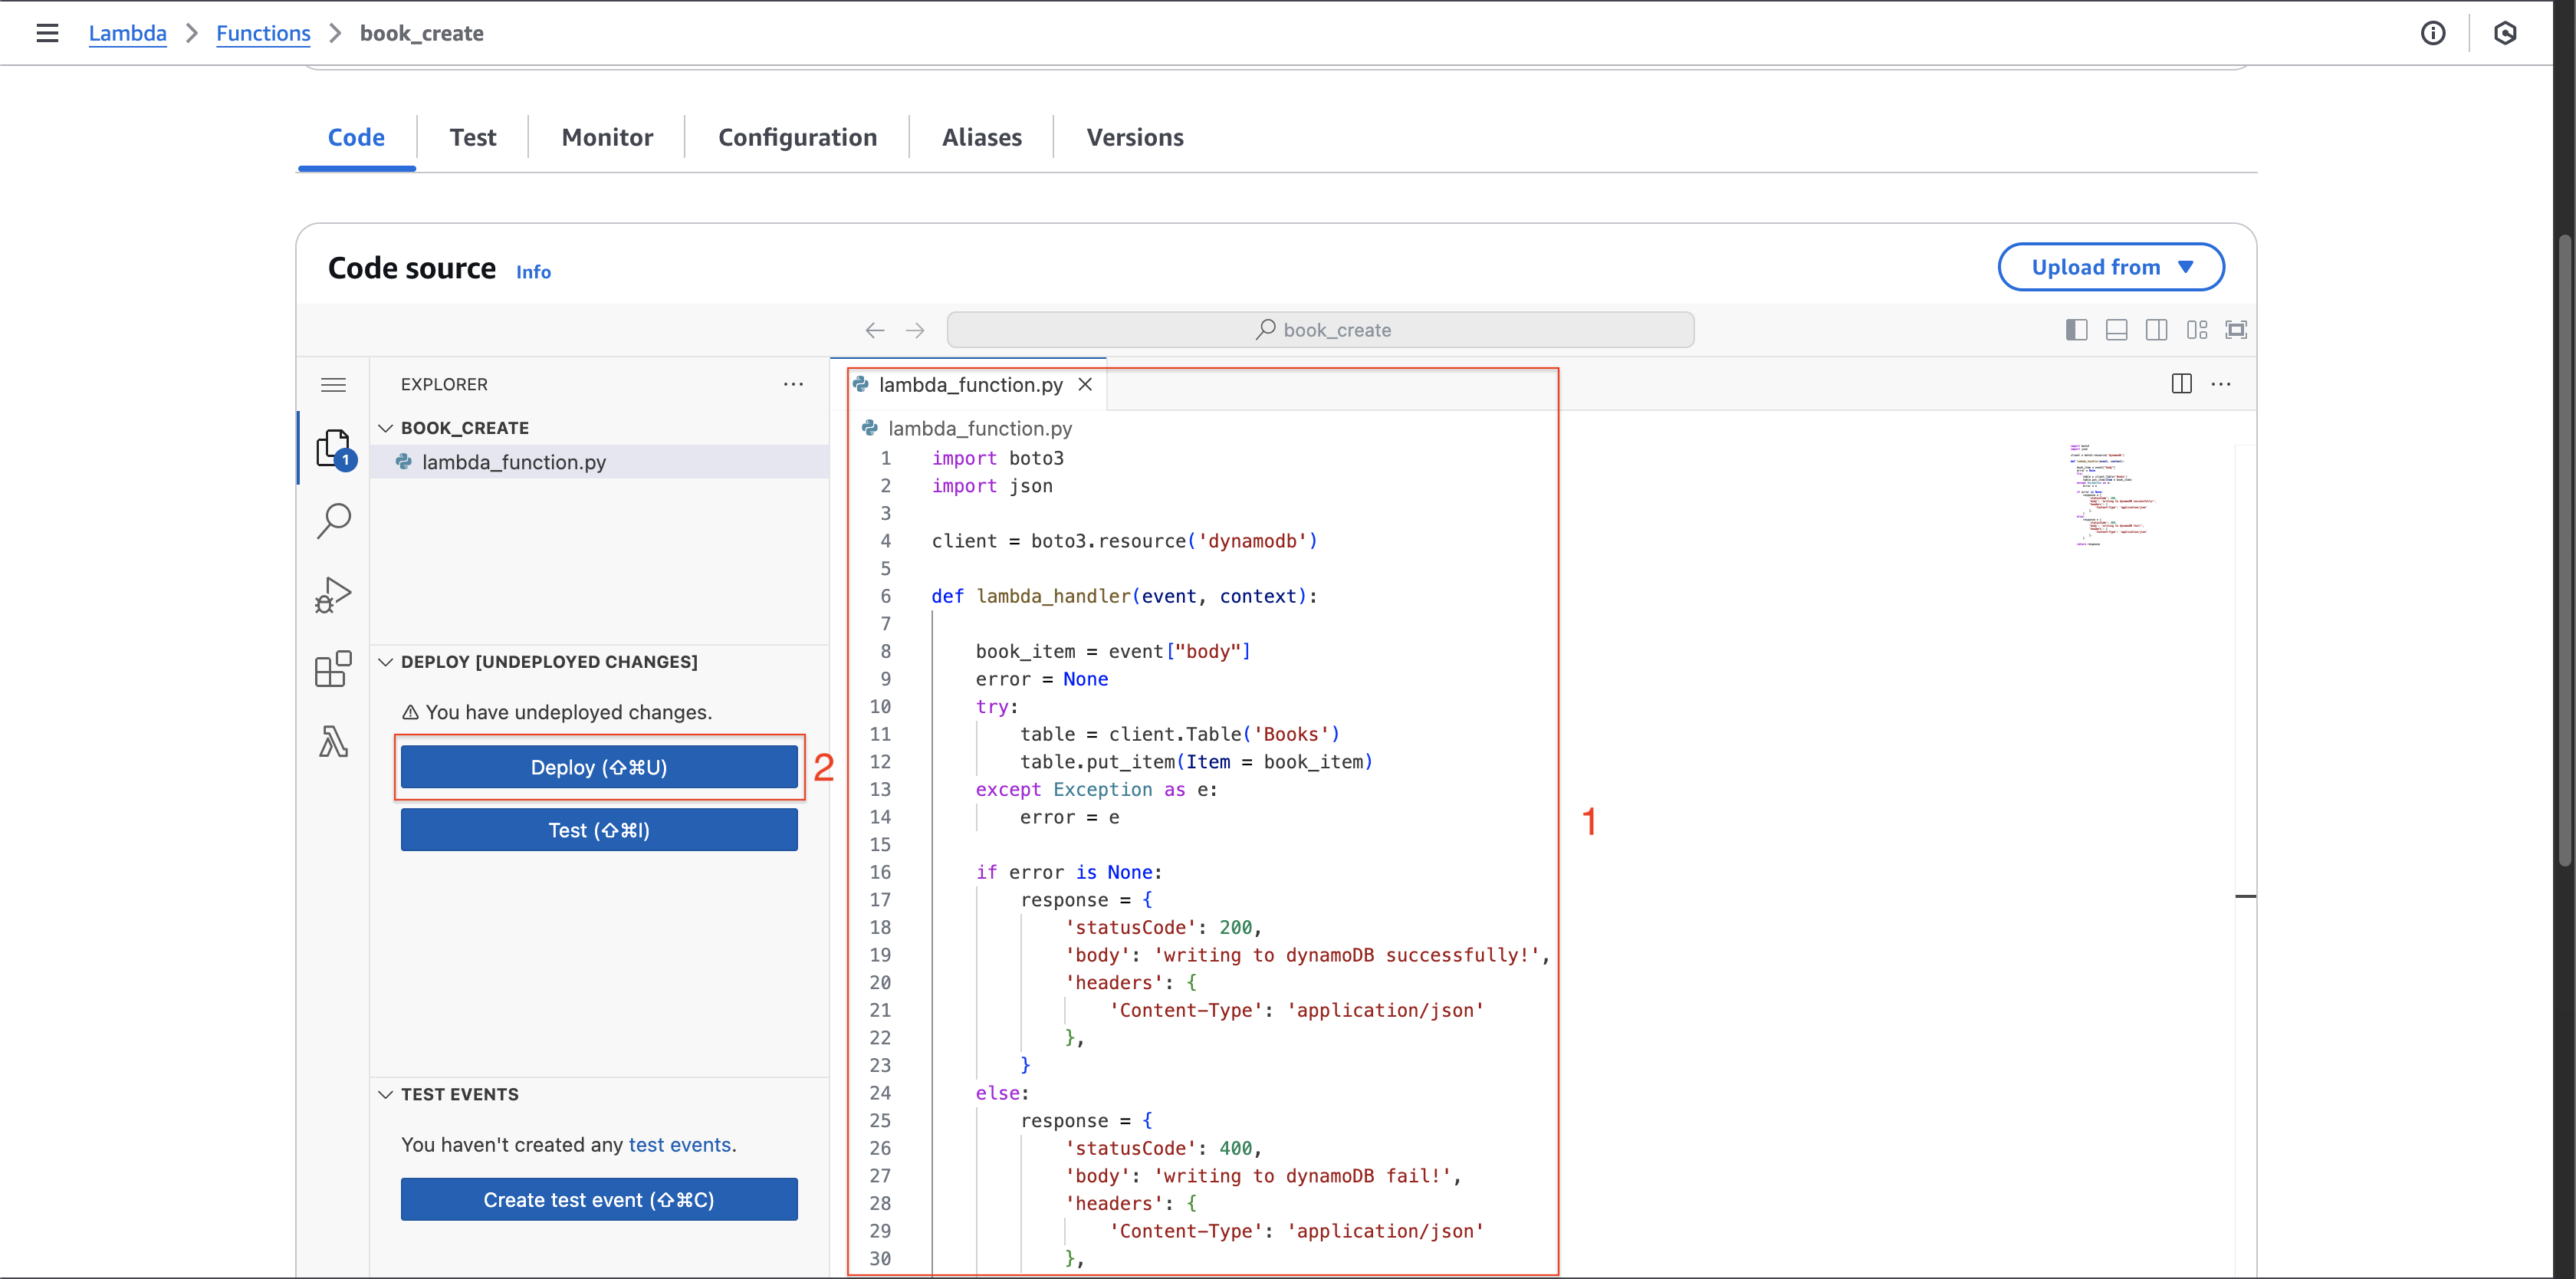 Lambda > Functions > book_create
Code Test Monitor Configuration Aliases Versions
Code source Info
Upload from
book_create
EXPLORER
BOOK_CREATE
lambda_function.py
1
DEPLOY [UNDEPLOYED CHANGES]
You have undeployed changes.
Deploy (⇧⌘U)
2
Test (⇧⌘I)
TEST EVENTS
You haven't created any test events.
Create test event (⇧⌘C)
lambda_function.py
lambda_function.py
1 import boto3
2 import json
3
4 client = boto3.resource('dynamodb')
5
6 def lambda_handler(event, context):
7
8 book_item = event["body"]
9 error = None
10 try:
11 table = client.Table('Books')
12 table.put_item(Item = book_item)
13 except Exception as e:
14 error = e
15
16 if error is None:
17 response = {
18 'statusCode': 200,
19 'body': 'writing to dynamoDB successfully!',
20 'headers': {
21 'Content-Type': 'application/json'
22 },
23 }
24 else:
25 response = {
26 'statusCode': 400,
27 'body': 'writing to dynamoDB fail!',
28 'headers': {
29 'Content-Type': 'application/json'
30 },
1